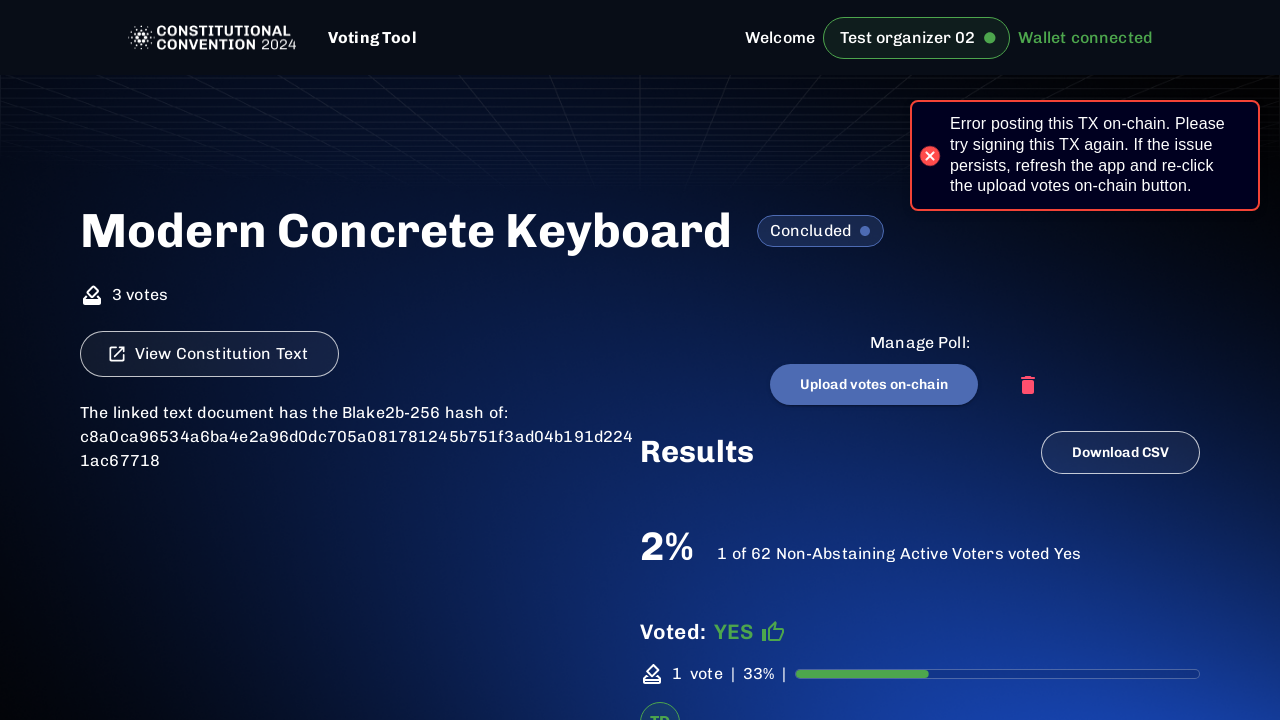 CONSTITUTIONAL
CONVENTION 2024
Voting Tool
Welcome
Test organizer 02
Wallet connected
Error posting this TX on-chain. Please
try signing this TX again. If the issue
persists, refresh the app and re-click
the upload votes on-chain button.
Modern Concrete Keyboard
Concluded
3 votes
View Constitution Text
The linked text document has the Blake2b-256 hash of:
c8a0ca96534a6ba4e2a96d0dc705a081781245b751f3ad04b191d224
1ac67718
Manage Poll:
Upload votes on-chain
Results
Download CSV
2%
1 of 62 Non-Abstaining Active Voters voted Yes
Voted: YES
1 vote | 33% |